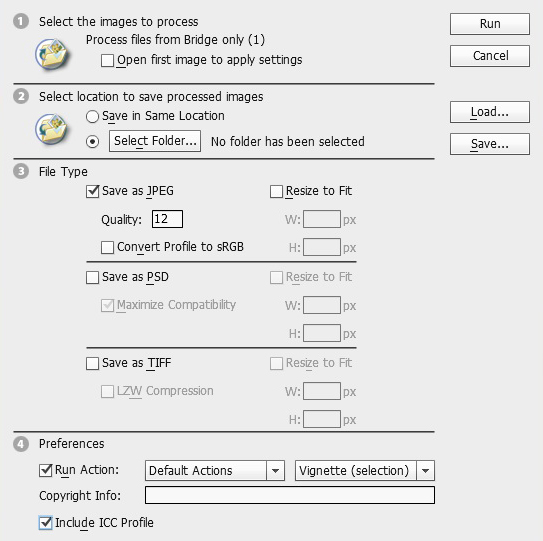 1 Select the images to process Run
Process files from Bridge only (1)
Open first image to apply settings Cancel
2 Select location to save processed images
Save in Same Location Load...
Select Folder... No folder has been selected Save...
3 File Type
Save as JPEG Resize to Fit
Quality: 12 W: px
Convert Profile to sRGB H: px
Save as PSD Resize to Fit
Maximize Compatibility W: px
H: px
Save as TIFF Resize to Fit
LZW Compression W: px
H: px
4 Preferences
Run Action: Default Actions Vignette (selection)
Copyright Info:
Include ICC Profile